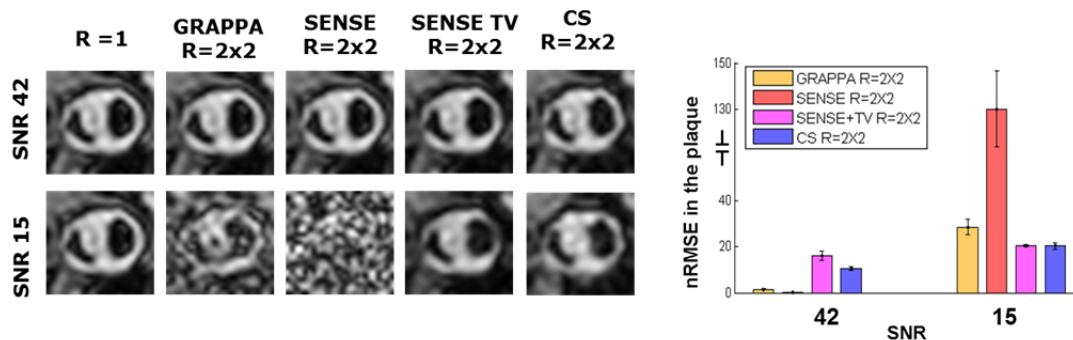 R =1
GRAPPA
R=2x2
SENSE
R=2x2
SENSE TV
R=2x2
CS
R=2x2
SNR 42
SNR 15
nRMSE in the plaque
150
130
40
20
0
GRAPPA R=2X2
SENSE R=2X2
SENSE+TV R=2X2
CS R=2X2
42
15
SNR